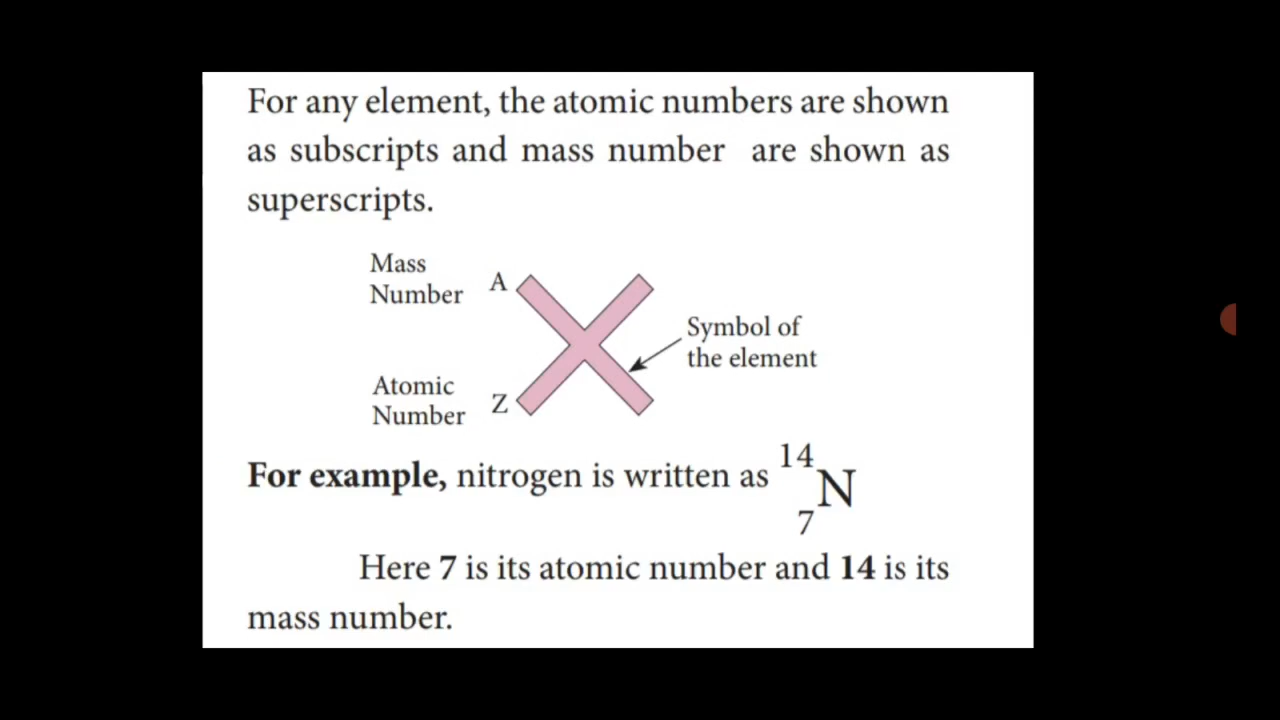 For any element, the atomic numbers are shown
as subscripts and mass number are shown as
superscripts.
Mass
Number
A
Symbol of
the element
Atomic
Number
Z
For example, nitrogen is written as 14 7 N
Here 7 is its atomic number and 14 is its
mass number.